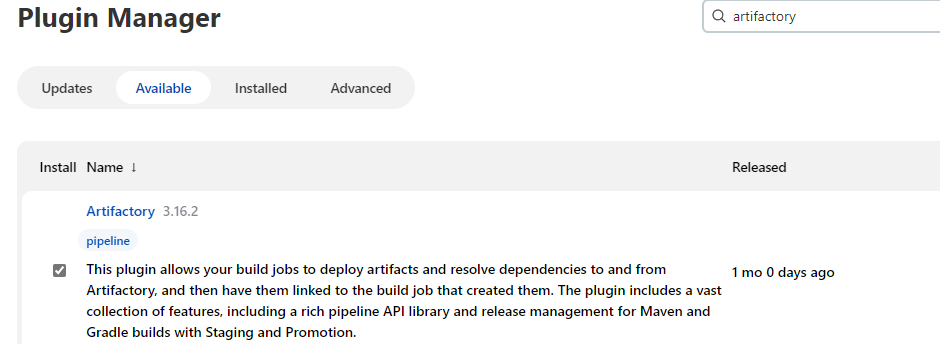 Plugin Manager
artifactory
Updates Available Installed Advanced
Install Name ↓ Released
Artifactory 3.16.2
pipeline
This plugin allows your build jobs to deploy artifacts and resolve dependencies to and from
1 mo 0 days ago
Artifactory, and then have them linked to the build job that created them. The plugin includes a vast
collection of features, including a rich pipeline API library and release management for Maven and
Gradle builds with Staging and Promotion.